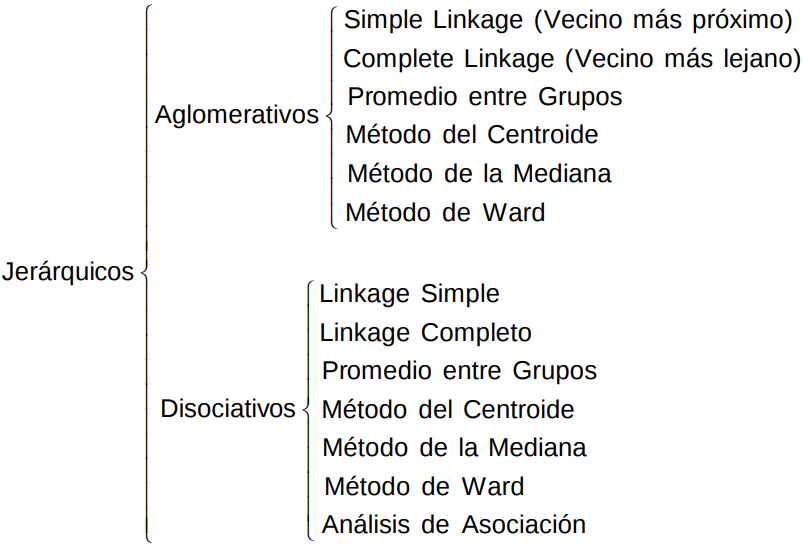 Jerárquicos
Aglomerativos
Simple Linkage (Vecino más próximo)
Complete Linkage (Vecino más lejano)
Promedio entre Grupos
Método del Centroide
Método de la Mediana
Método de Ward
Disociativos
Linkage Simple
Linkage Completo
Promedio entre Grupos
Método del Centroide
Método de la Mediana
Método de Ward
Análisis de Asociación